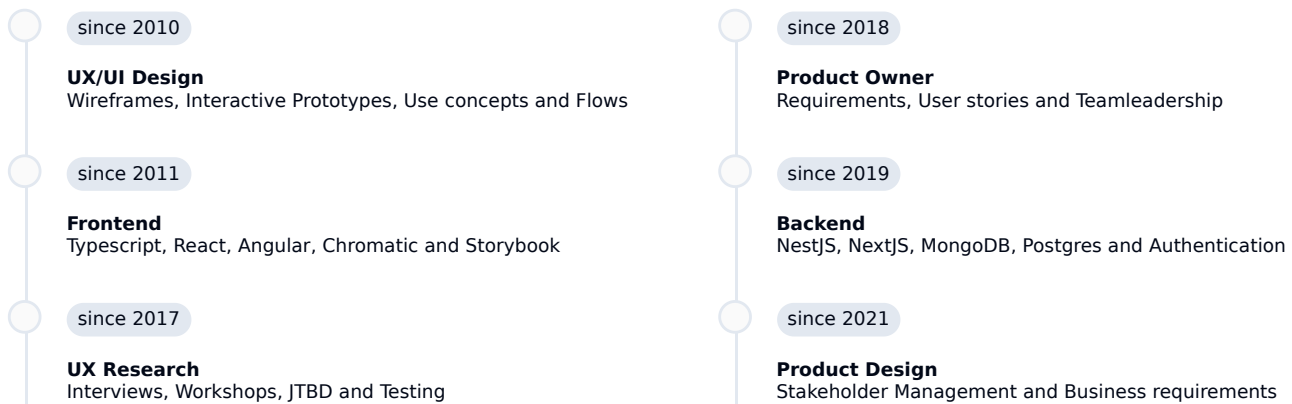 since 2010
UX/UI Design
Wireframes, Interactive Prototypes, Use concepts and Flows
since 2011
Frontend
Typescript, React, Angular, Chromatic and Storybook
since 2017
UX Research
Interviews, Workshops, JTBD and Testing
since 2018
Product Owner
Requirements, User stories and Teamleadership
since 2019
Backend
NestJS, NextJS, MongoDB, Postgres and Authentication
since 2021
Product Design
Stakeholder Management and Business requirements